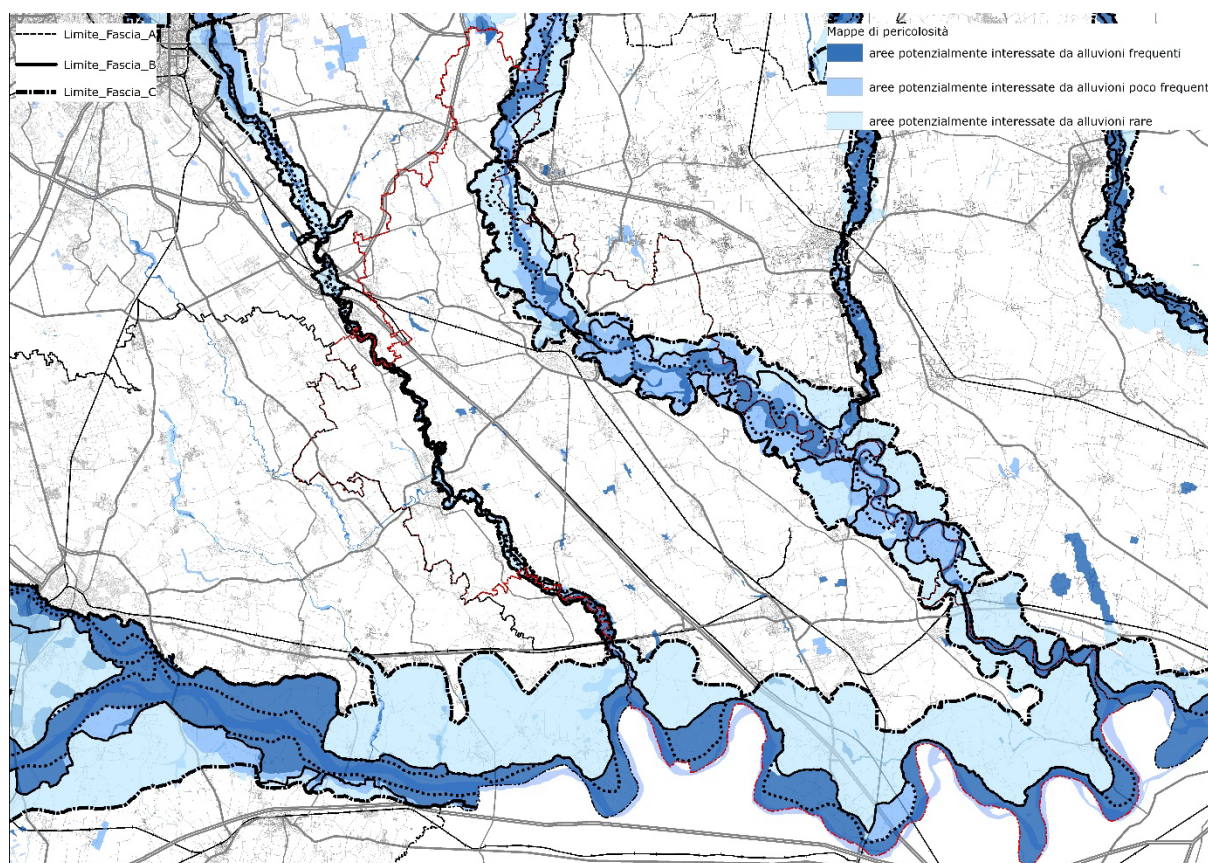 Limite_Fascia_A
Limite_Fascia_B
Limite_Fascia_C
Mappe di pericolosità
aree potenzialmente interessate da alluvioni frequenti
aree potenzialmente interessate da alluvioni poco frequent
aree potenzialmente interessate da alluvioni rare